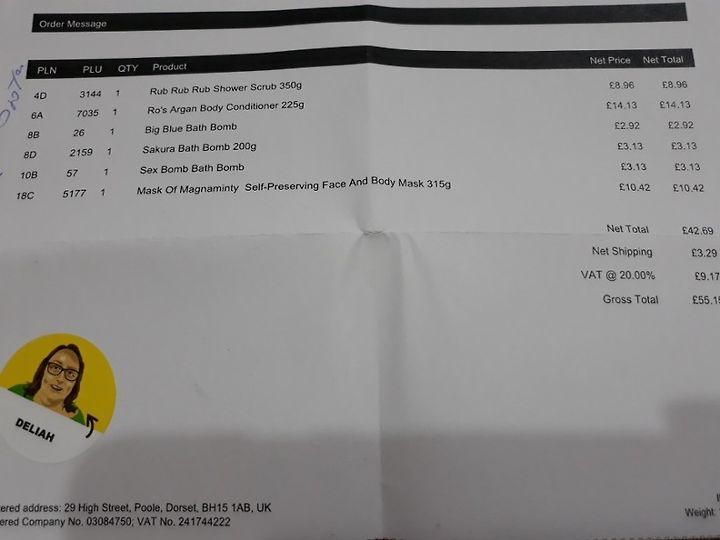 Order Message
PLN PLU QTY Product Net Price Net Total
4D 3144 1 Rub Rub Rub Shower Scrub 350g £8.96 £8.96
6A 7035 1 Ro's Argan Body Conditioner 225g £14.13 £14.13
8B 26 1 Big Blue Bath Bomb £2.92 £2.92
8D 2159 1 Sakura Bath Bomb 200g £3.13 £3.13
10B 57 1 Sex Bomb Bath Bomb £3.13 £3.13
18C 5177 1 Mask Of Magnaminty Self-Preserving Face And Body Mask 315g £10.42 £10.42
Net Total £42.69
Net Shipping £3.29
VAT @ 20.00% £9.17
Gross Total £55.15
DELIAH
ered address: 29 High Street, Poole, Dorset, BH15 1AB, UK
ered Company No. 03084750; VAT No. 241744222
Weight: